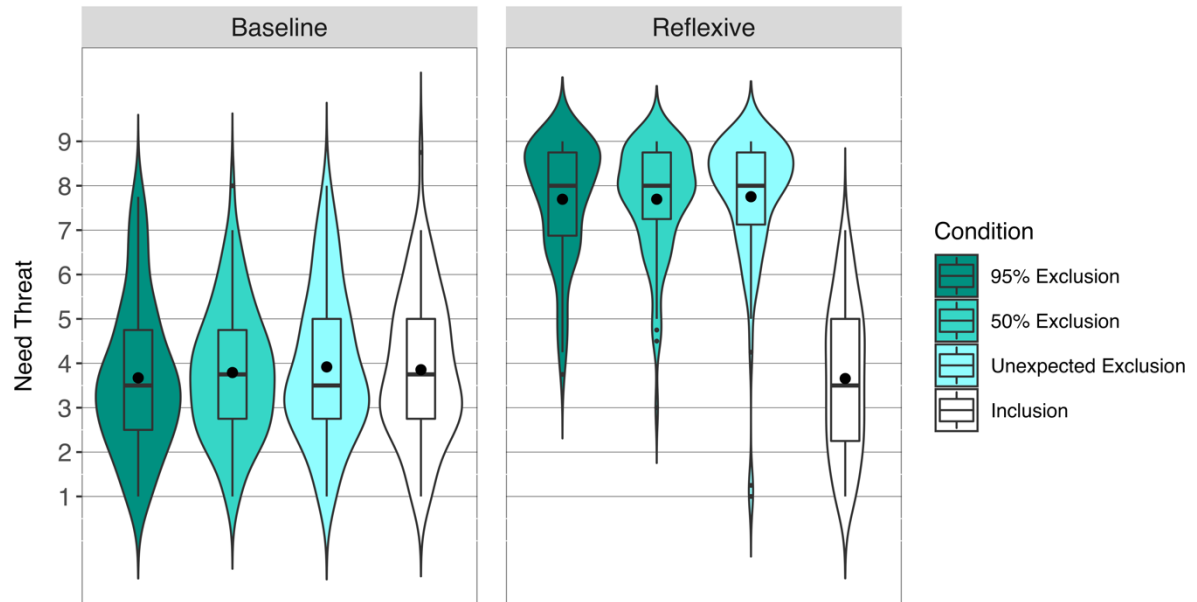 Baseline
Reflexive
Need Threat
9
8
7
6
5
4
3
2
1
Condition
95% Exclusion
50% Exclusion
Unexpected Exclusion
Inclusion